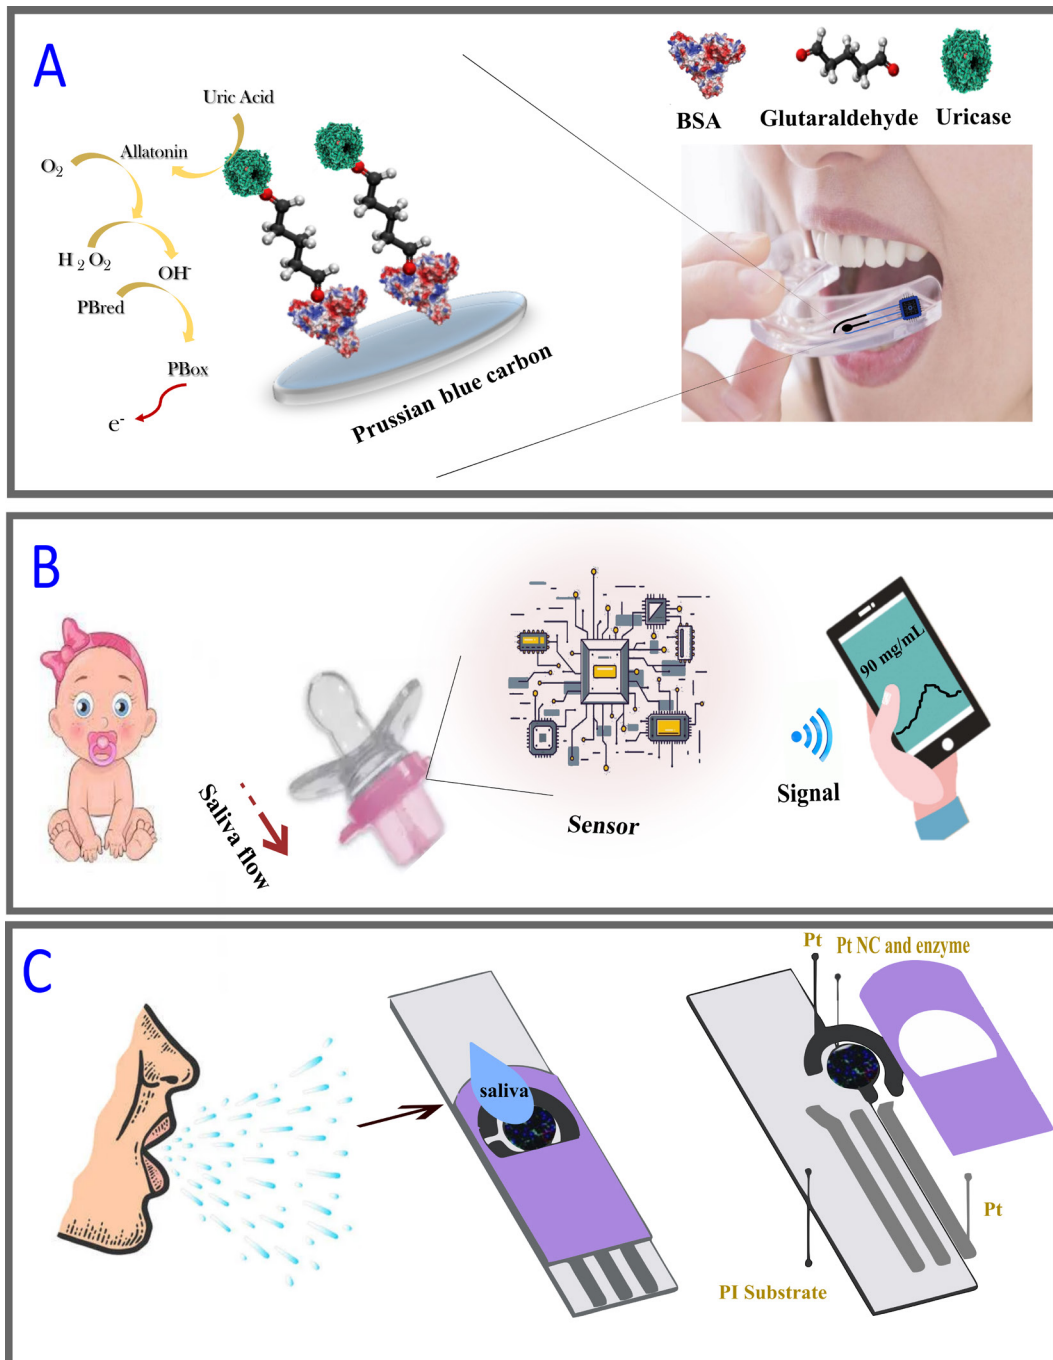 A
BSA
Glutaraldehyde
Uricase
Uric Acid
Allatonin
O2
H2O2
OH-
PBred
PBox
e-
Prussian blue carbon
B
Saliva flow
Sensor
Signal
90 mg/mL
C
saliva
Pt
Pt NC and enzyme
Pt
PI Substrate